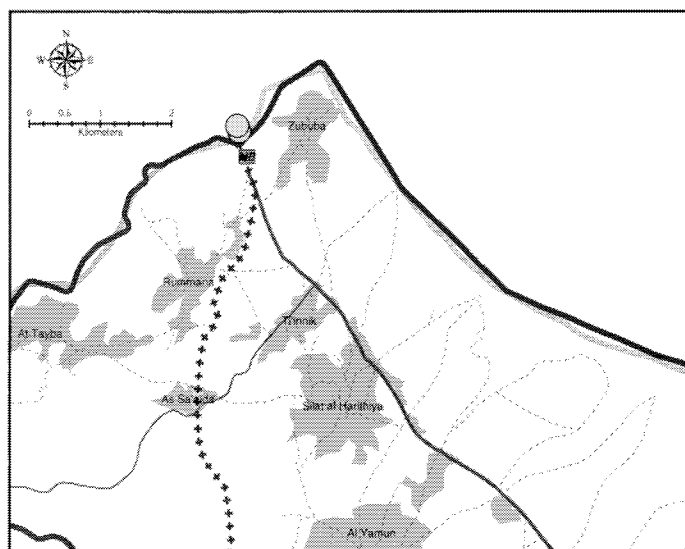 N
W E
S
0 0.5 1 2
Kilometers
Zububa
Rummana
At Tayba
Ti'innik
As Sa'aida
Silat al Harithiya
Al Yamun